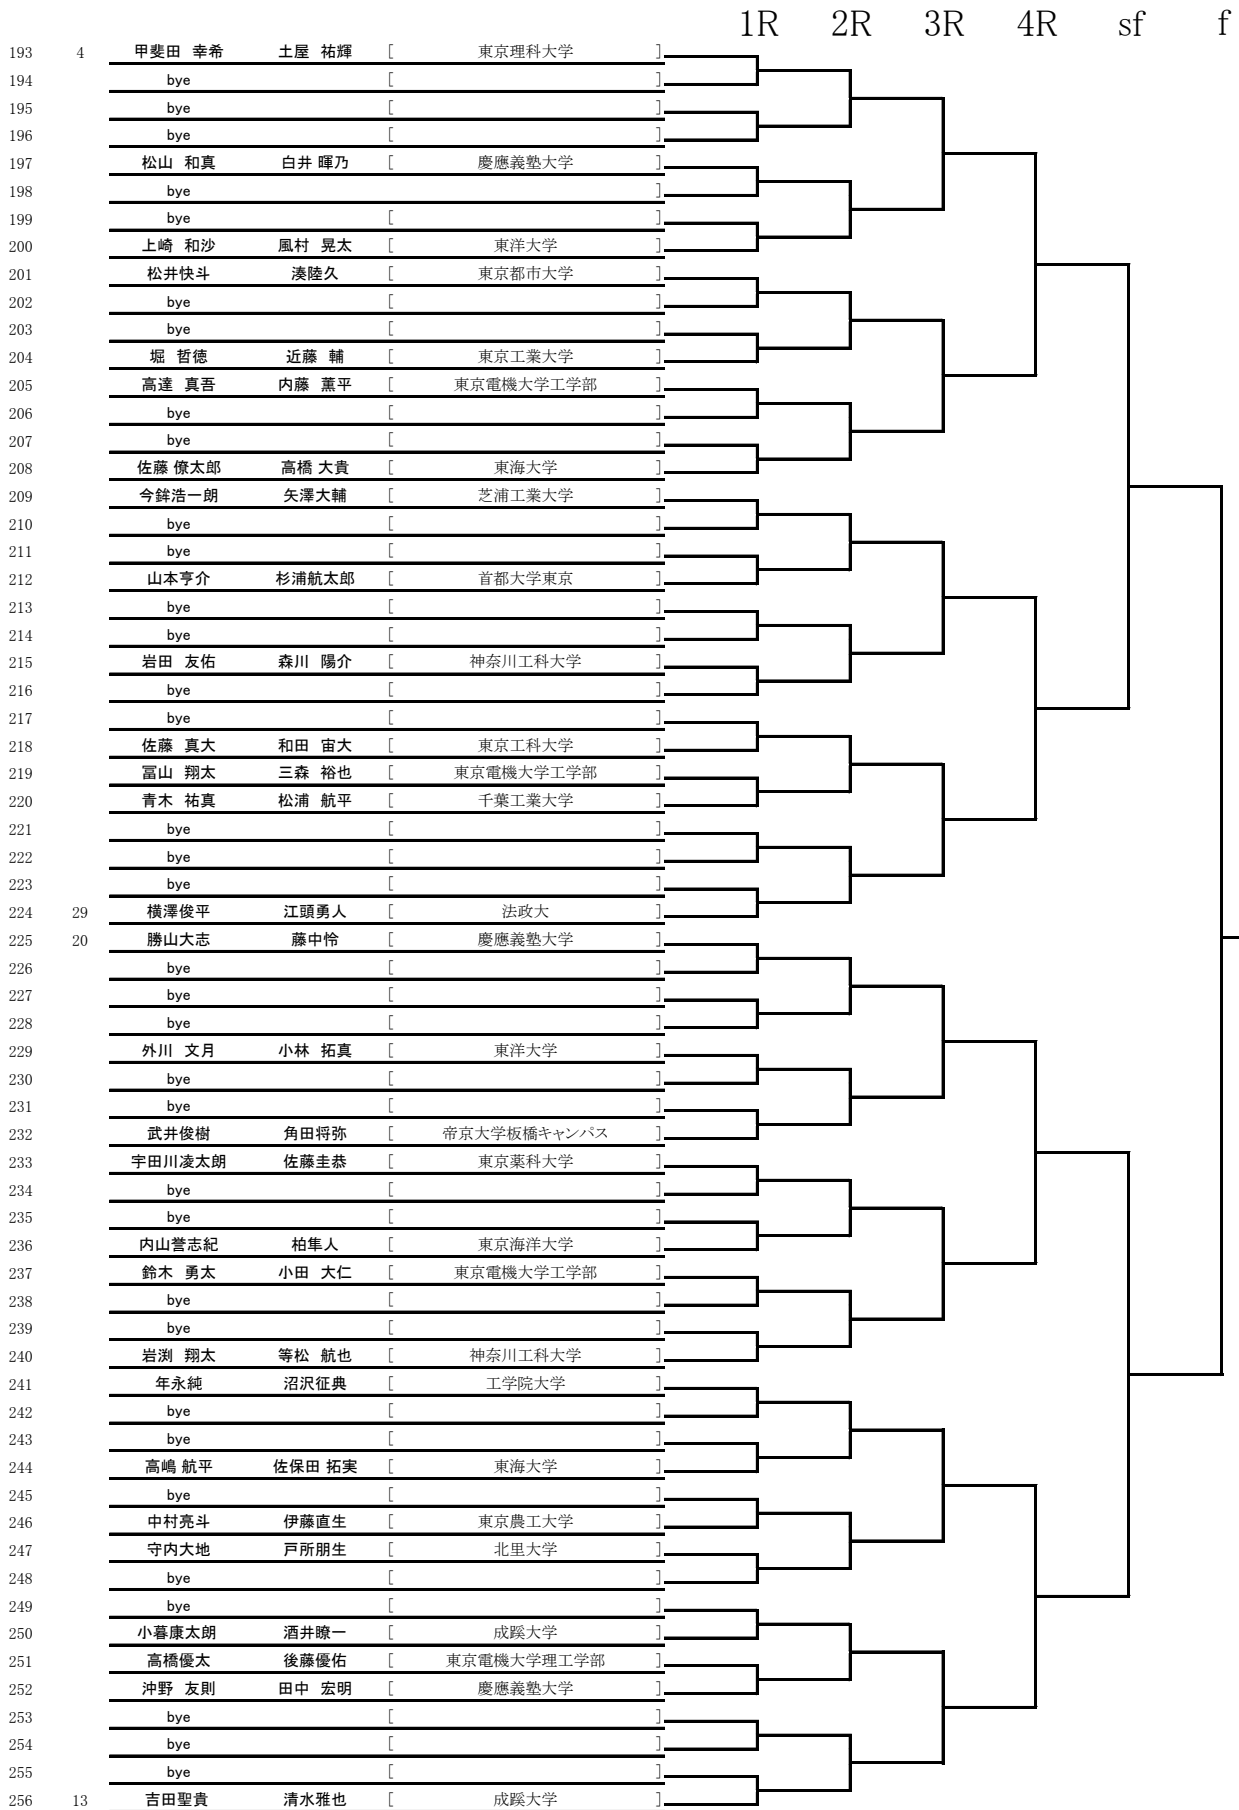 1R 2R 3R 4R sf f
193 4 甲斐田 幸希 土屋 祐輝 [ 東京理科大学 ]
194 bye [ ]
195 bye [ ]
196 bye [ ]
197 松山 和真 白井 暉乃 [ 慶應義塾大学 ]
198 bye ]
199 bye [ ]
200 上崎 和沙 風村 晃太 [ 東洋大学 ]
201 松井快斗 湊陸久 [ 東京都市大学 ]
202 bye [ ]
203 bye [ ]
204 堀 哲徳 近藤 輔 [ 東京工業大学 ]
205 高達 真吾 内藤 薫平 [ 東京電機大学工学部 ]
206 bye [ ]
207 bye [ ]
208 佐藤 僚太郎 高橋 大貴 [ 東海大学 ]
209 今鉾浩一朗 矢澤大輔 [ 芝浦工業大学 ]
210 bye [ ]
211 bye [ ]
212 山本亨介 杉浦航太郎 [ 首都大学東京 ]
213 bye [ ]
214 bye [ ]
215 岩田 友佑 森川 陽介 [ 神奈川工科大学 ]
216 bye [ ]
217 bye [ ]
218 佐藤 真大 和田 宙大 [ 東京工科大学 ]
219 冨山 翔太 三森 裕也 [ 東京電機大学工学部 ]
220 青木 祐真 松浦 航平 [ 千葉工業大学 ]
221 bye [ ]
222 bye [ ]
223 bye [ ]
224 29 横澤俊平 江頭勇人 [ 法政大 ]
225 20 勝山大志 藤中怜 [ 慶應義塾大学 ]
226 bye [ ]
227 bye [ ]
228 bye [ ]
229 外川 文月 小林 拓真 [ 東洋大学 ]
230 bye [ ]
231 bye [ ]
232 武井俊樹 角田将弥 [ 帝京大学板橋キャンパス ]
233 宇田川凌太朗 佐藤圭恭 [ 東京薬科大学 ]
234 bye [ ]
235 bye [ ]
236 内山誉志紀 柏隼人 [ 東京海洋大学 ]
237 鈴木 勇太 小田 大仁 [ 東京電機大学工学部 ]
238 bye [ ]
239 bye [ ]
240 岩渕 翔太 等松 航也 [ 神奈川工科大学 ]
241 年永純 沼沢征典 [ 工学院大学 ]
242 bye [ ]
243 bye [ ]
244 高嶋 航平 佐保田 拓実 [ 東海大学 ]
245 bye [ ]
246 中村亮斗 伊藤直生 [ 東京農工大学 ]
247 守内大地 戸所朋生 [ 北里大学 ]
248 bye [ ]
249 bye [ ]
250 小暮康太朗 酒井瞭一 [ 成蹊大学 ]
251 高橋優太 後藤優佑 [ 東京電機大学理工学部 ]
252 沖野 友則 田中 宏明 [ 慶應義塾大学 ]
253 bye [ ]
254 bye [ ]
255 bye [ ]
256 13 吉田聖貴 清水雅也 [ 成蹊大学 ]